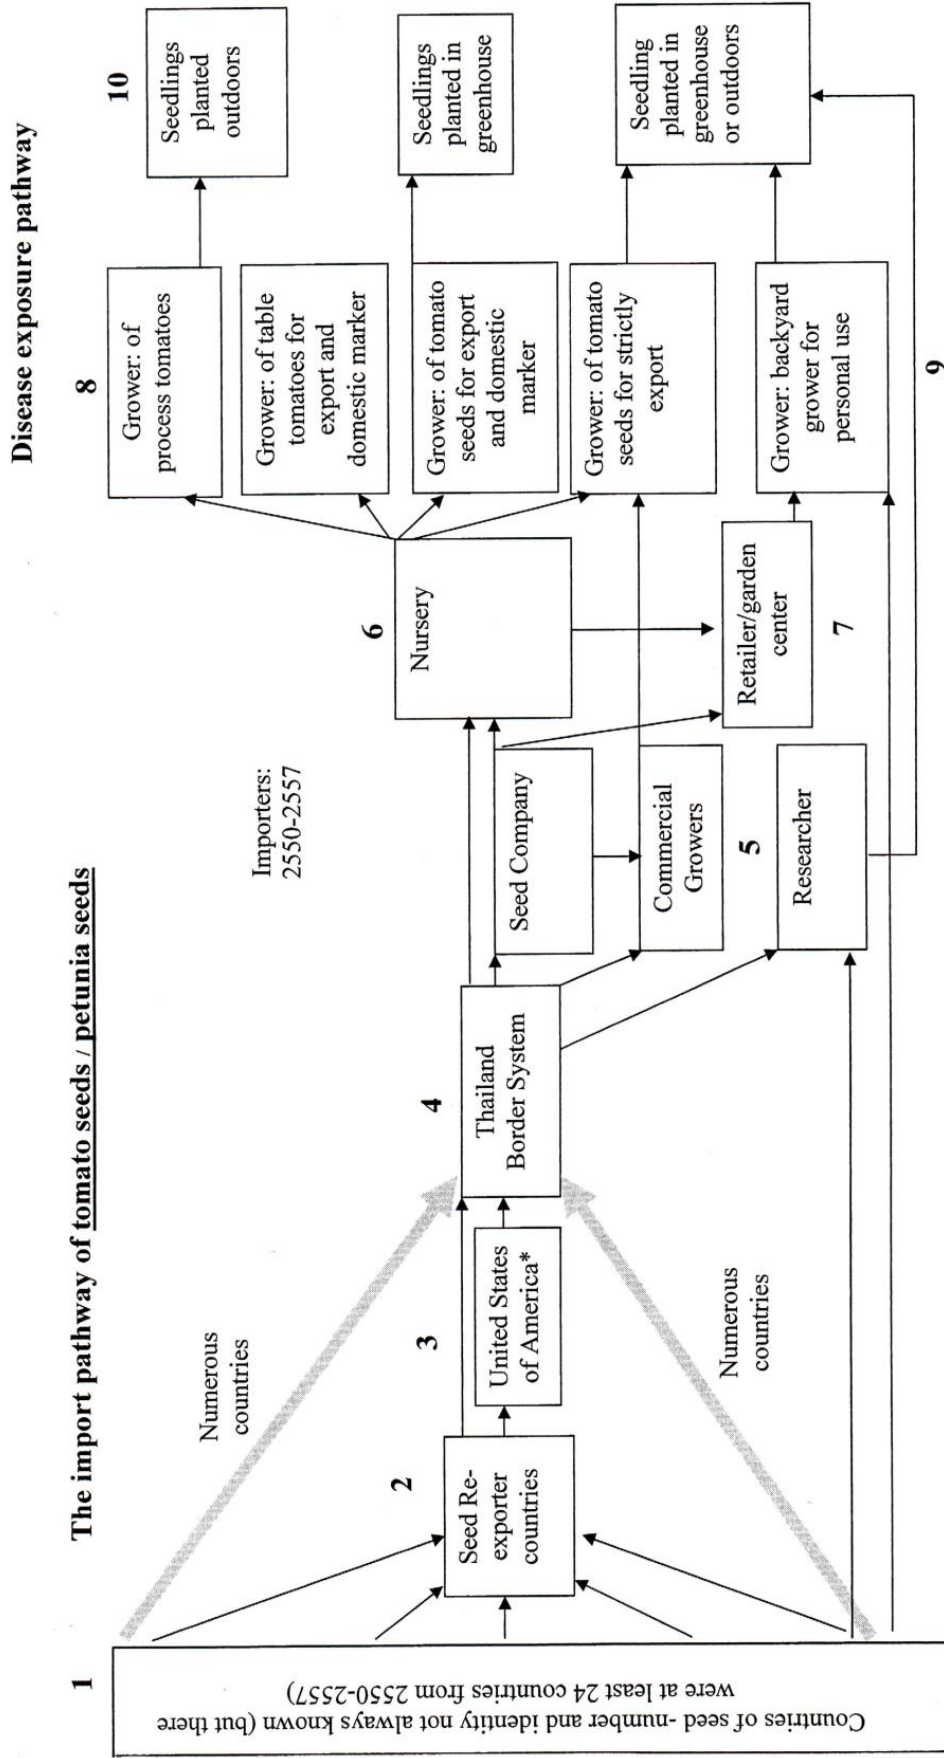 Disease exposure pathway
The import pathway of tomato seeds / petunia seeds
1
Countries of seed -number and identity not always known (but there
were at least 24 countries from 2550-2557)
Numerous
countries
Numerous
countries
2
Seed Re-
exporter
countries
3
United States
of America*
4
Thailand
Border System
Importers:
2550-2557
Seed Company
Commercial
Growers
5
Researcher
6
Nursery
Retailer/garden
center
7
8
Grower: of
process tomatoes
Grower: of table
tomatoes for
export and
domestic marker
Grower: of tomato
seeds for export
and domestic
marker
Grower: of tomato
seeds for strictly
export
Grower: backyard
grower for
personal use
9
10
Seedlings
planted
outdoors
Seedlings
planted in
greenhouse
Seedling
planted in
greenhouse
or outdoors